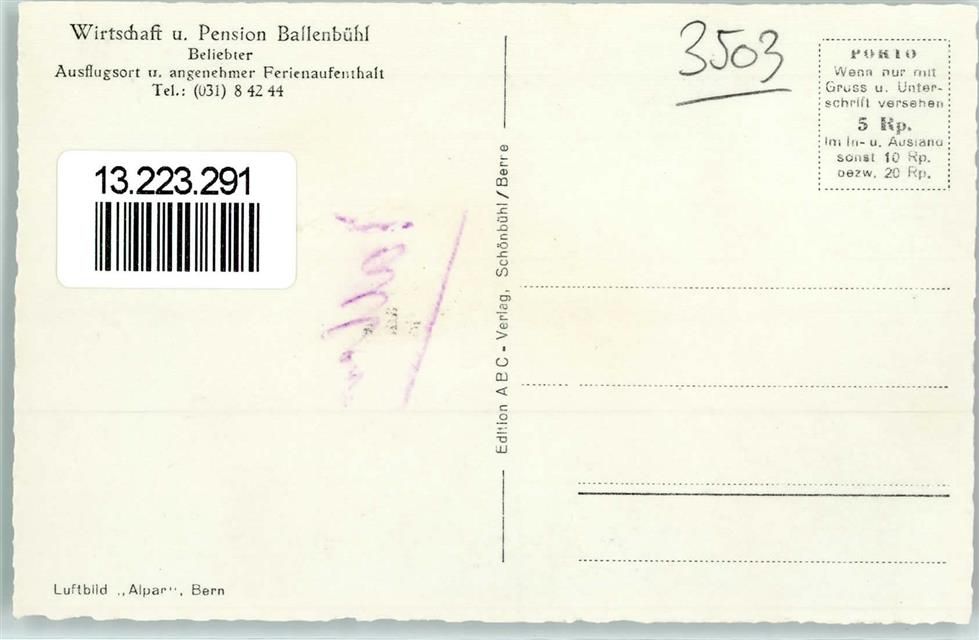 Wirtschaft u. Pension Ballenbühl
Beliebter
Ausflugsort u. angenehmer Ferienaufenthalt
Tel.: (031) 8 42 44
13.223.291
Luftbild „Alpar“, Bern
Edition ABC - Verlag, Schönbühl / Berre
3503
PORTO
Wenn nur mit
Gruss u. Unter-
schrift versehen
5 Rp.
Im In- u. Ausland
sonst 10 Rp.
bezw. 20 Rp.